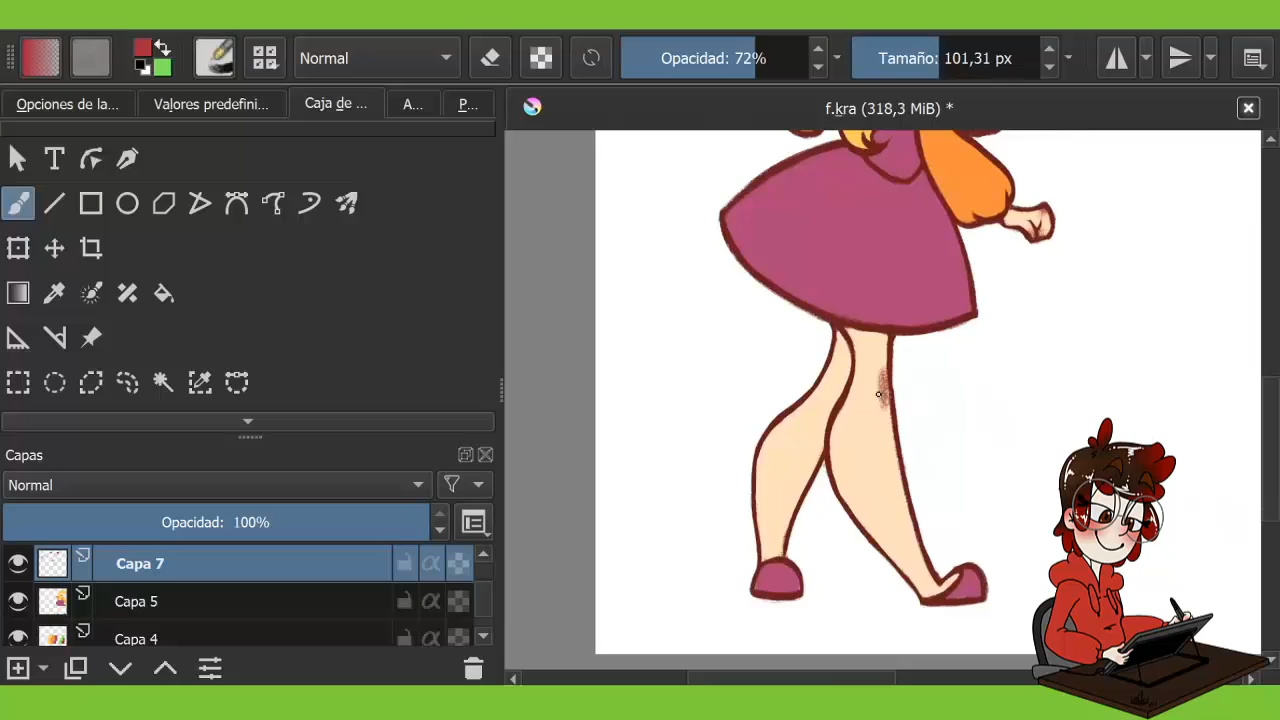 Normal
Opacidad: 72%
Tamaño: 101,31 px
Opciones de la...
Valores predefini...
Caja de ...
A...
P...
f.kra (318,3 MiB) *
Capas
Normal
Opacidad: 100%
Capa 7
Capa 5
Capa 4